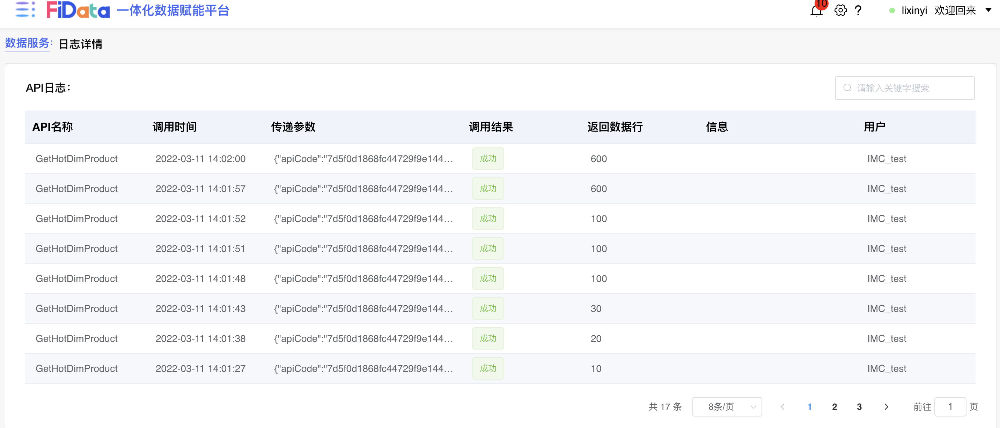 FiData 一体化数据赋能平台 10 ? lixinyi 欢迎回来
数据服务: 日志详情
API日志: 请输入关键字搜索
API名称 调用时间 传递参数 调用结果 返回数据行 信息 用户
GetHotDimProduct 2022-03-11 14:02:00 {"apiCode":"7d5f0d1868fc44729f9e144... 成功 600 IMC_test
GetHotDimProduct 2022-03-11 14:01:57 {"apiCode":"7d5f0d1868fc44729f9e144... 成功 600 IMC_test
GetHotDimProduct 2022-03-11 14:01:52 {"apiCode":"7d5f0d1868fc44729f9e144... 成功 100 IMC_test
GetHotDimProduct 2022-03-11 14:01:51 {"apiCode":"7d5f0d1868fc44729f9e144... 成功 100 IMC_test
GetHotDimProduct 2022-03-11 14:01:48 {"apiCode":"7d5f0d1868fc44729f9e144... 成功 100 IMC_test
GetHotDimProduct 2022-03-11 14:01:43 {"apiCode":"7d5f0d1868fc44729f9e144... 成功 30 IMC_test
GetHotDimProduct 2022-03-11 14:01:38 {"apiCode":"7d5f0d1868fc44729f9e144... 成功 20 IMC_test
GetHotDimProduct 2022-03-11 14:01:27 {"apiCode":"7d5f0d1868fc44729f9e144... 成功 10 IMC_test
共 17 条 8条/页 1 2 3 前往 1 页